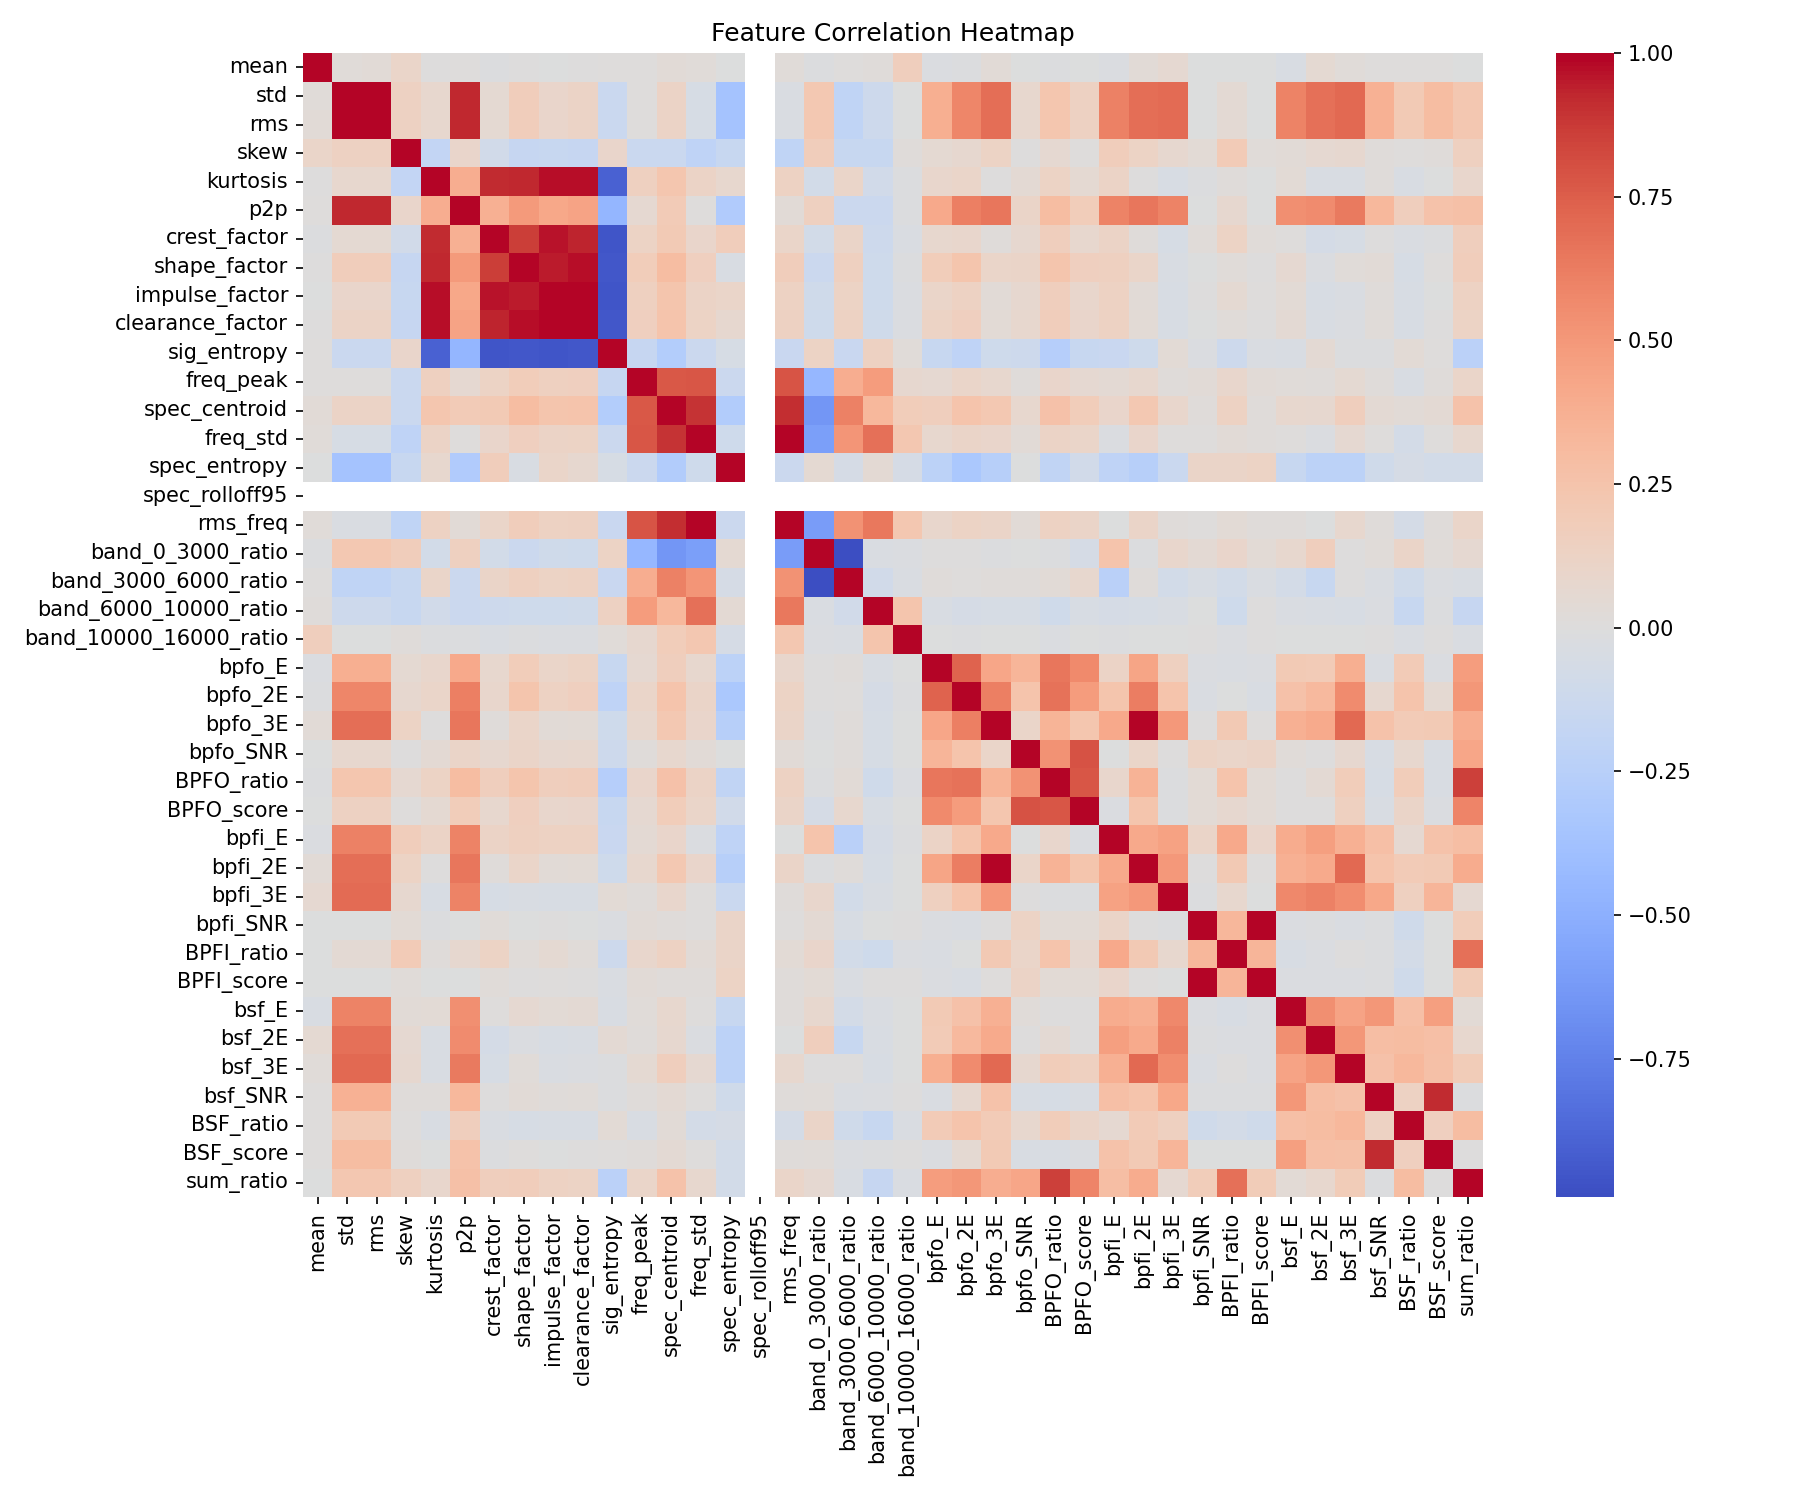 Feature Correlation Heatmap
mean
std
rms
skew
kurtosis
p2p
crest_factor
shape_factor
impulse_factor
clearance_factor
sig_entropy
freq_peak
spec_centroid
freq_std
spec_entropy
spec_rolloff95
rms_freq
band_0_3000_ratio
band_3000_6000_ratio
band_6000_10000_ratio
band_10000_16000_ratio
bpfo_E
bpfo_2E
bpfo_3E
bpfo_SNR
BPFO_ratio
BPFO_score
bpfi_E
bpfi_2E
bpfi_3E
bpfi_SNR
BPFI_ratio
BPFI_score
bsf_E
bsf_2E
bsf_3E
bsf_SNR
BSF_ratio
BSF_score
sum_ratio
mean
std
rms
skew
kurtosis
p2p
crest_factor
shape_factor
impulse_factor
clearance_factor
sig_entropy
freq_peak
spec_centroid
freq_std
spec_entropy
spec_rolloff95
rms_freq
band_0_3000_ratio
band_3000_6000_ratio
band_6000_10000_ratio
band_10000_16000_ratio
bpfo_E
bpfo_2E
bpfo_3E
bpfo_SNR
BPFO_ratio
BPFO_score
bpfi_E
bpfi_2E
bpfi_3E
bpfi_SNR
BPFI_ratio
BPFI_score
bsf_E
bsf_2E
bsf_3E
bsf_SNR
BSF_ratio
BSF_score
sum_ratio
1.00
0.75
0.50
0.25
0.00
−0.25
−0.50
−0.75